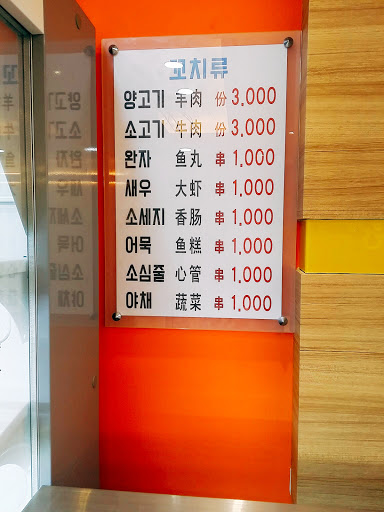 꼬치류
양고기 羊肉 份 3,000
소고기 牛肉 份 3,000
완자 鱼丸 串 1,000
새우 大虾 串 1,000
소세지 香肠 串 1,000
어묵 鱼糕 串 1,000
소심줄 心管 串 1,000
야채 蔬菜 串 1,000